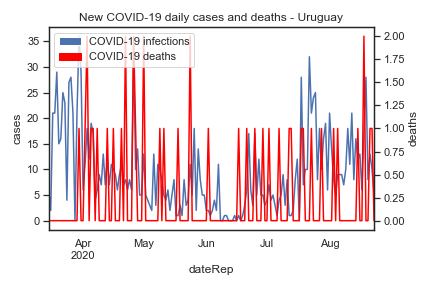 New COVID-19 daily cases and deaths - Uruguay
COVID-19 infections
COVID-19 deaths
cases
35
30
25
20
15
10
5
0
deaths
2.00
1.75
1.50
1.25
1.00
0.75
0.50
0.25
0.00
Apr
2020
May
Jun
Jul
Aug
dateRep